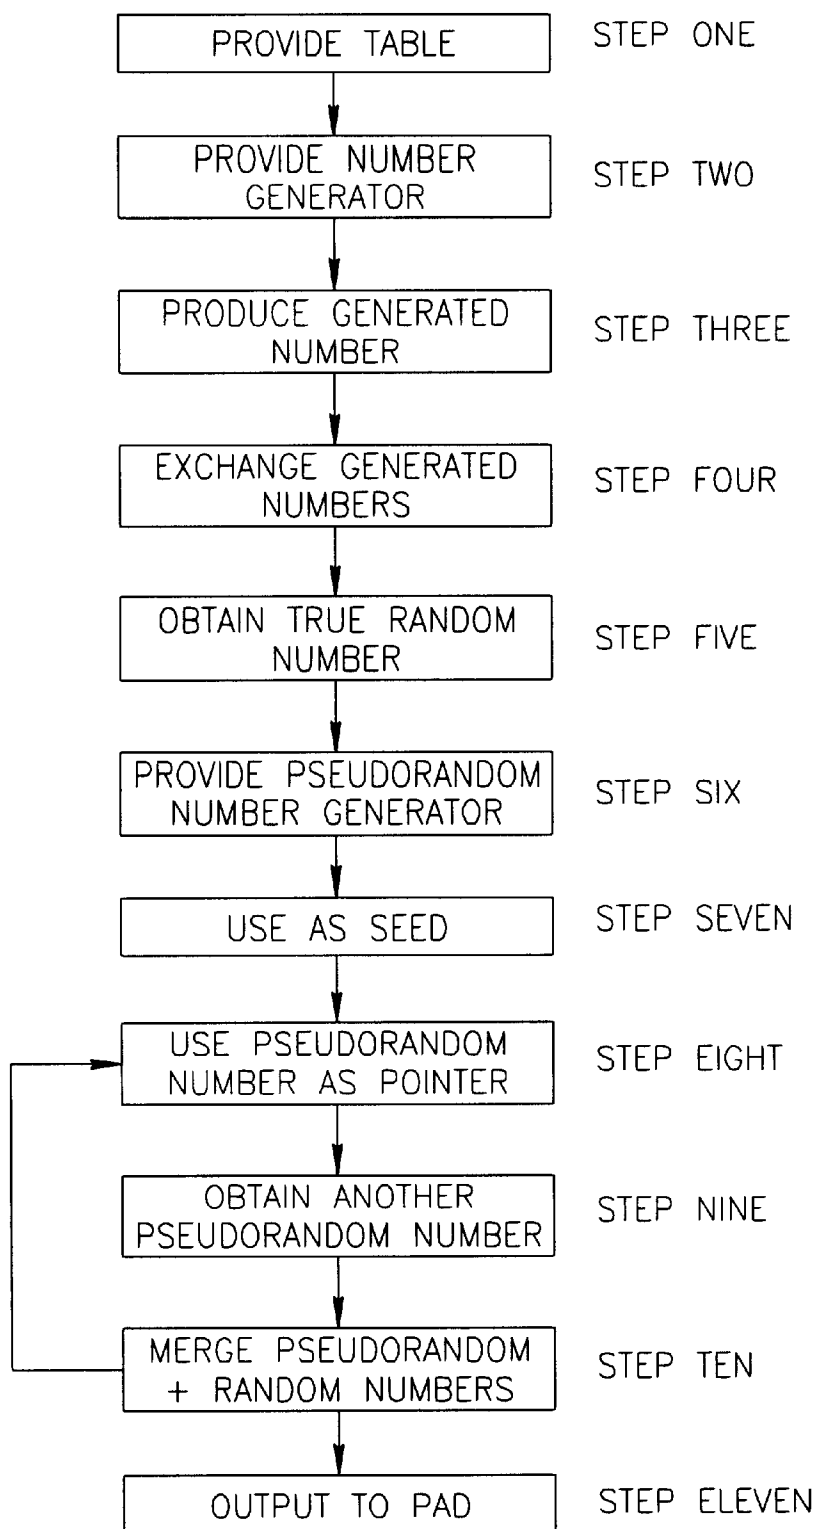 PROVIDE TABLE
STEP ONE
PROVIDE NUMBER
GENERATOR
STEP TWO
PRODUCE GENERATED
NUMBER
STEP THREE
EXCHANGE GENERATED
NUMBERS
STEP FOUR
OBTAIN TRUE RANDOM
NUMBER
STEP FIVE
PROVIDE PSEUDORANDOM
NUMBER GENERATOR
STEP SIX
USE AS SEED
STEP SEVEN
USE PSEUDORANDOM
NUMBER AS POINTER
STEP EIGHT
OBTAIN ANOTHER
PSEUDORANDOM NUMBER
STEP NINE
MERGE PSEUDORANDOM
+ RANDOM NUMBERS
STEP TEN
OUTPUT TO PAD
STEP ELEVEN